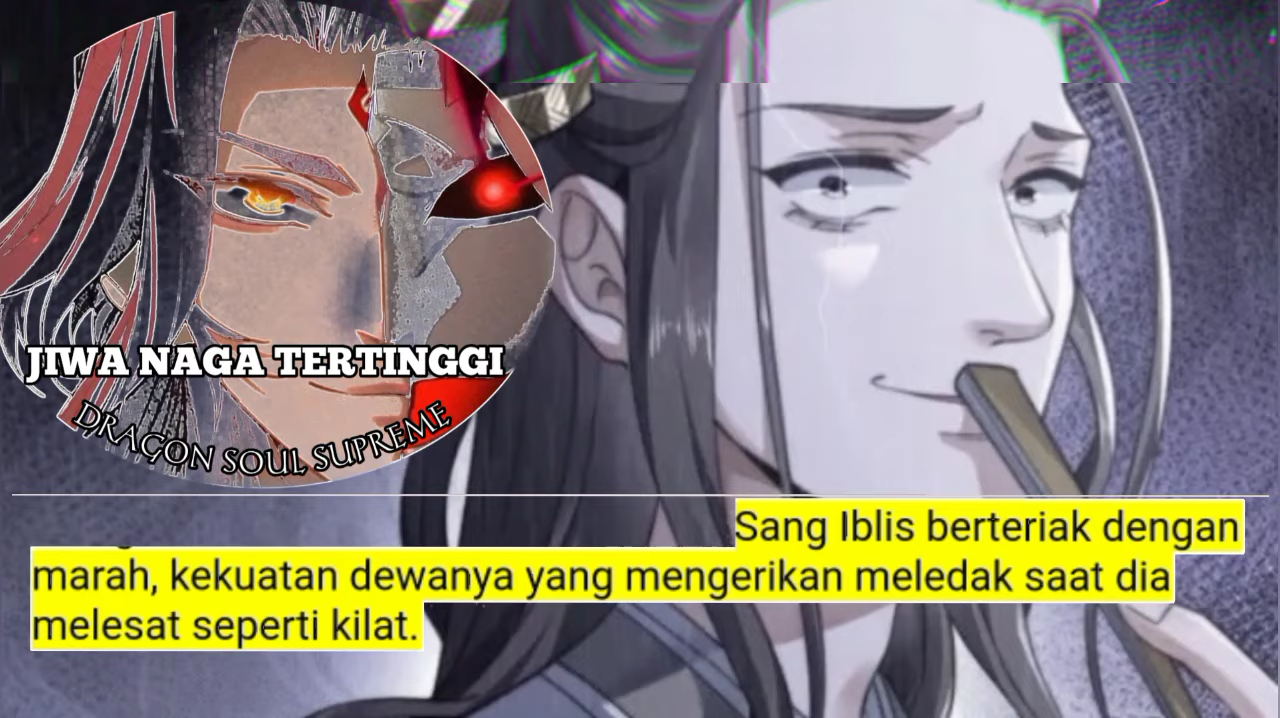 JIWA NAGA TERTINGGI
DRAGON SOUL SUPREME
Sang Iblis berteriak dengan
marah, kekuatan dewanya yang mengerikan meledak saat dia
melesat seperti kilat.